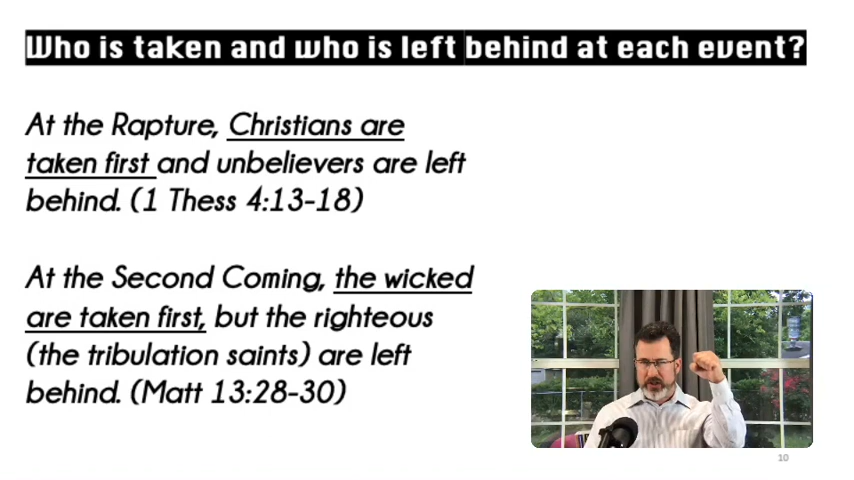 Who is taken and who is left behind at each event?
At the Rapture, Christians are
taken first and unbelievers are left
behind. (1 Thess 4:13-18)
At the Second Coming, the wicked
are taken first, but the righteous
(the tribulation saints) are left
behind. (Matt 13:28-30)
10